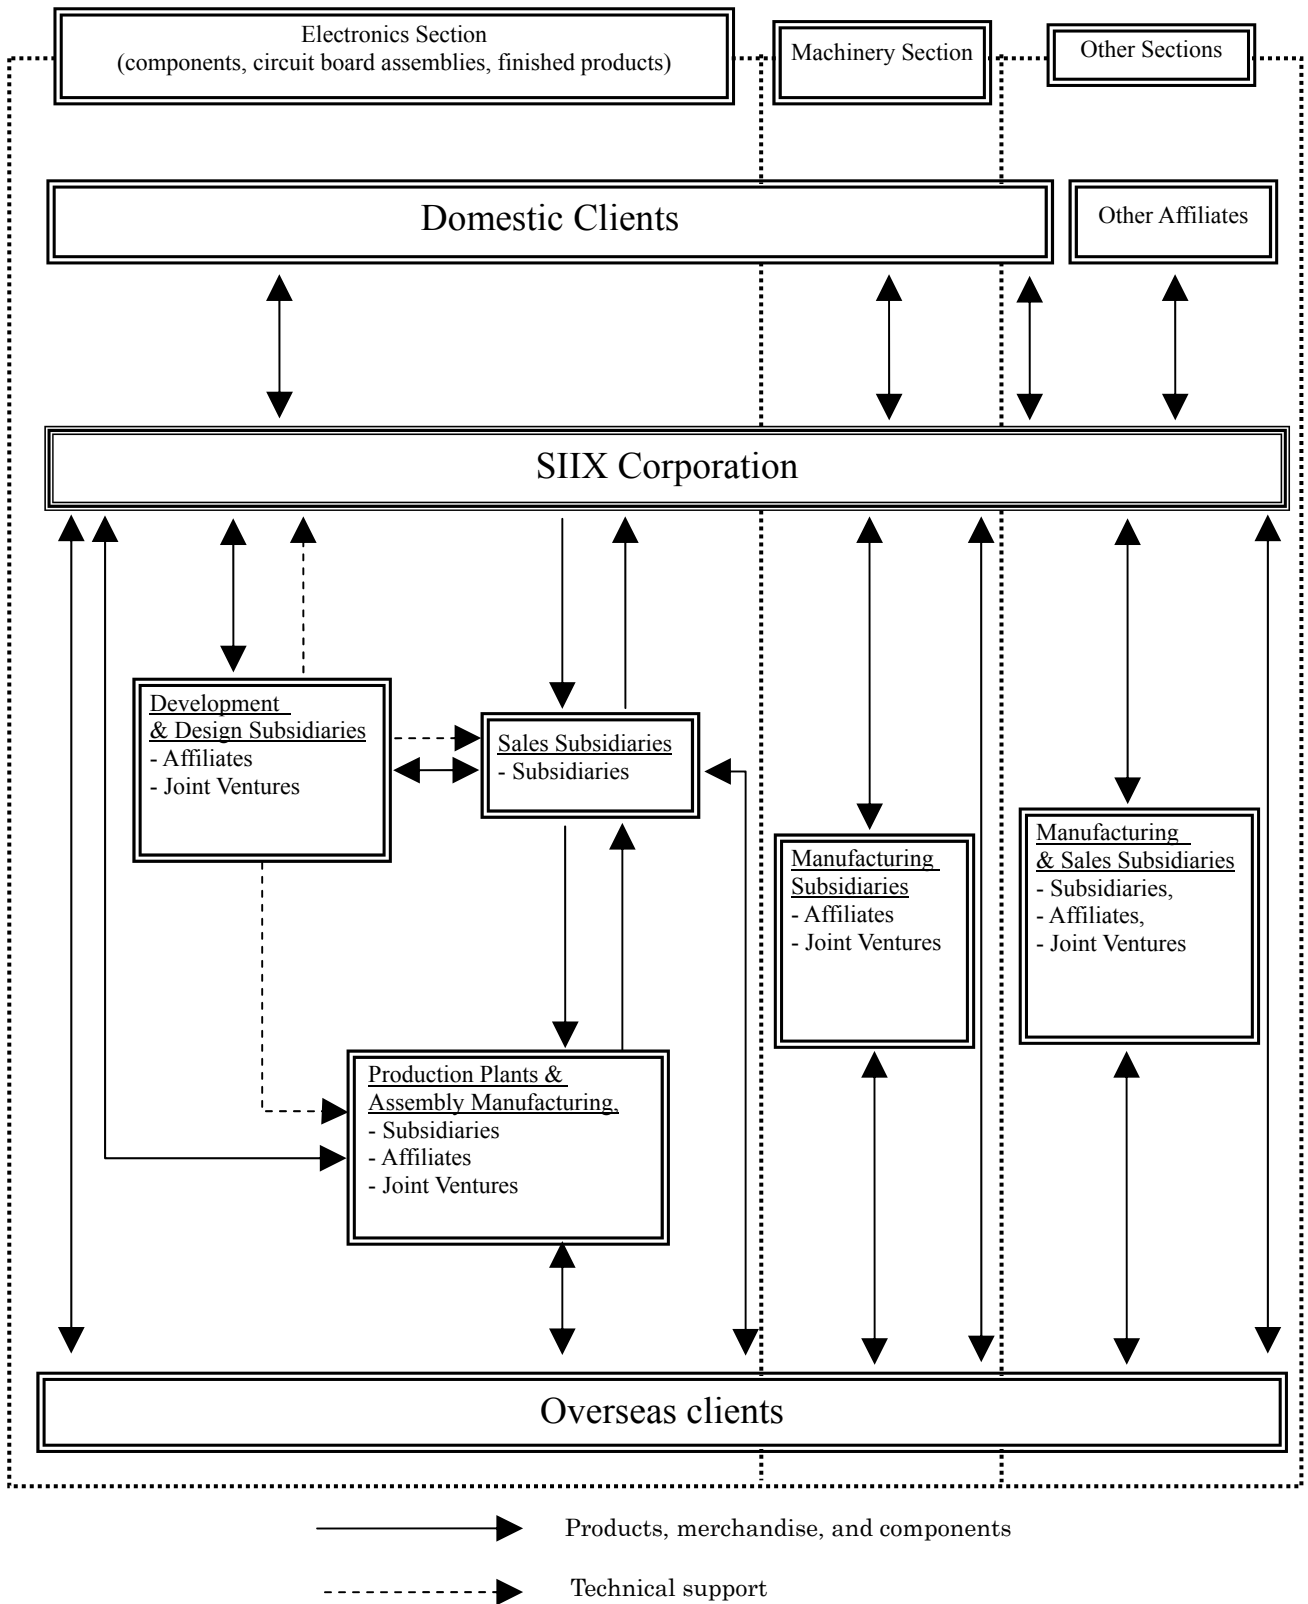 Electronics Section
(components, circuit board assemblies, finished products)
Machinery Section
Other Sections
Domestic Clients
Other Affiliates
SIIX Corporation
Development
& Design Subsidiaries
- Affiliates
- Joint Ventures
Sales Subsidiaries
- Subsidiaries
Manufacturing
Subsidiaries
- Affiliates
- Joint Ventures
Manufacturing
& Sales Subsidiaries
- Subsidiaries,
- Affiliates,
- Joint Ventures
Production Plants &
Assembly Manufacturing,
- Subsidiaries
- Affiliates
- Joint Ventures
Overseas clients
Products, merchandise, and components
Technical support